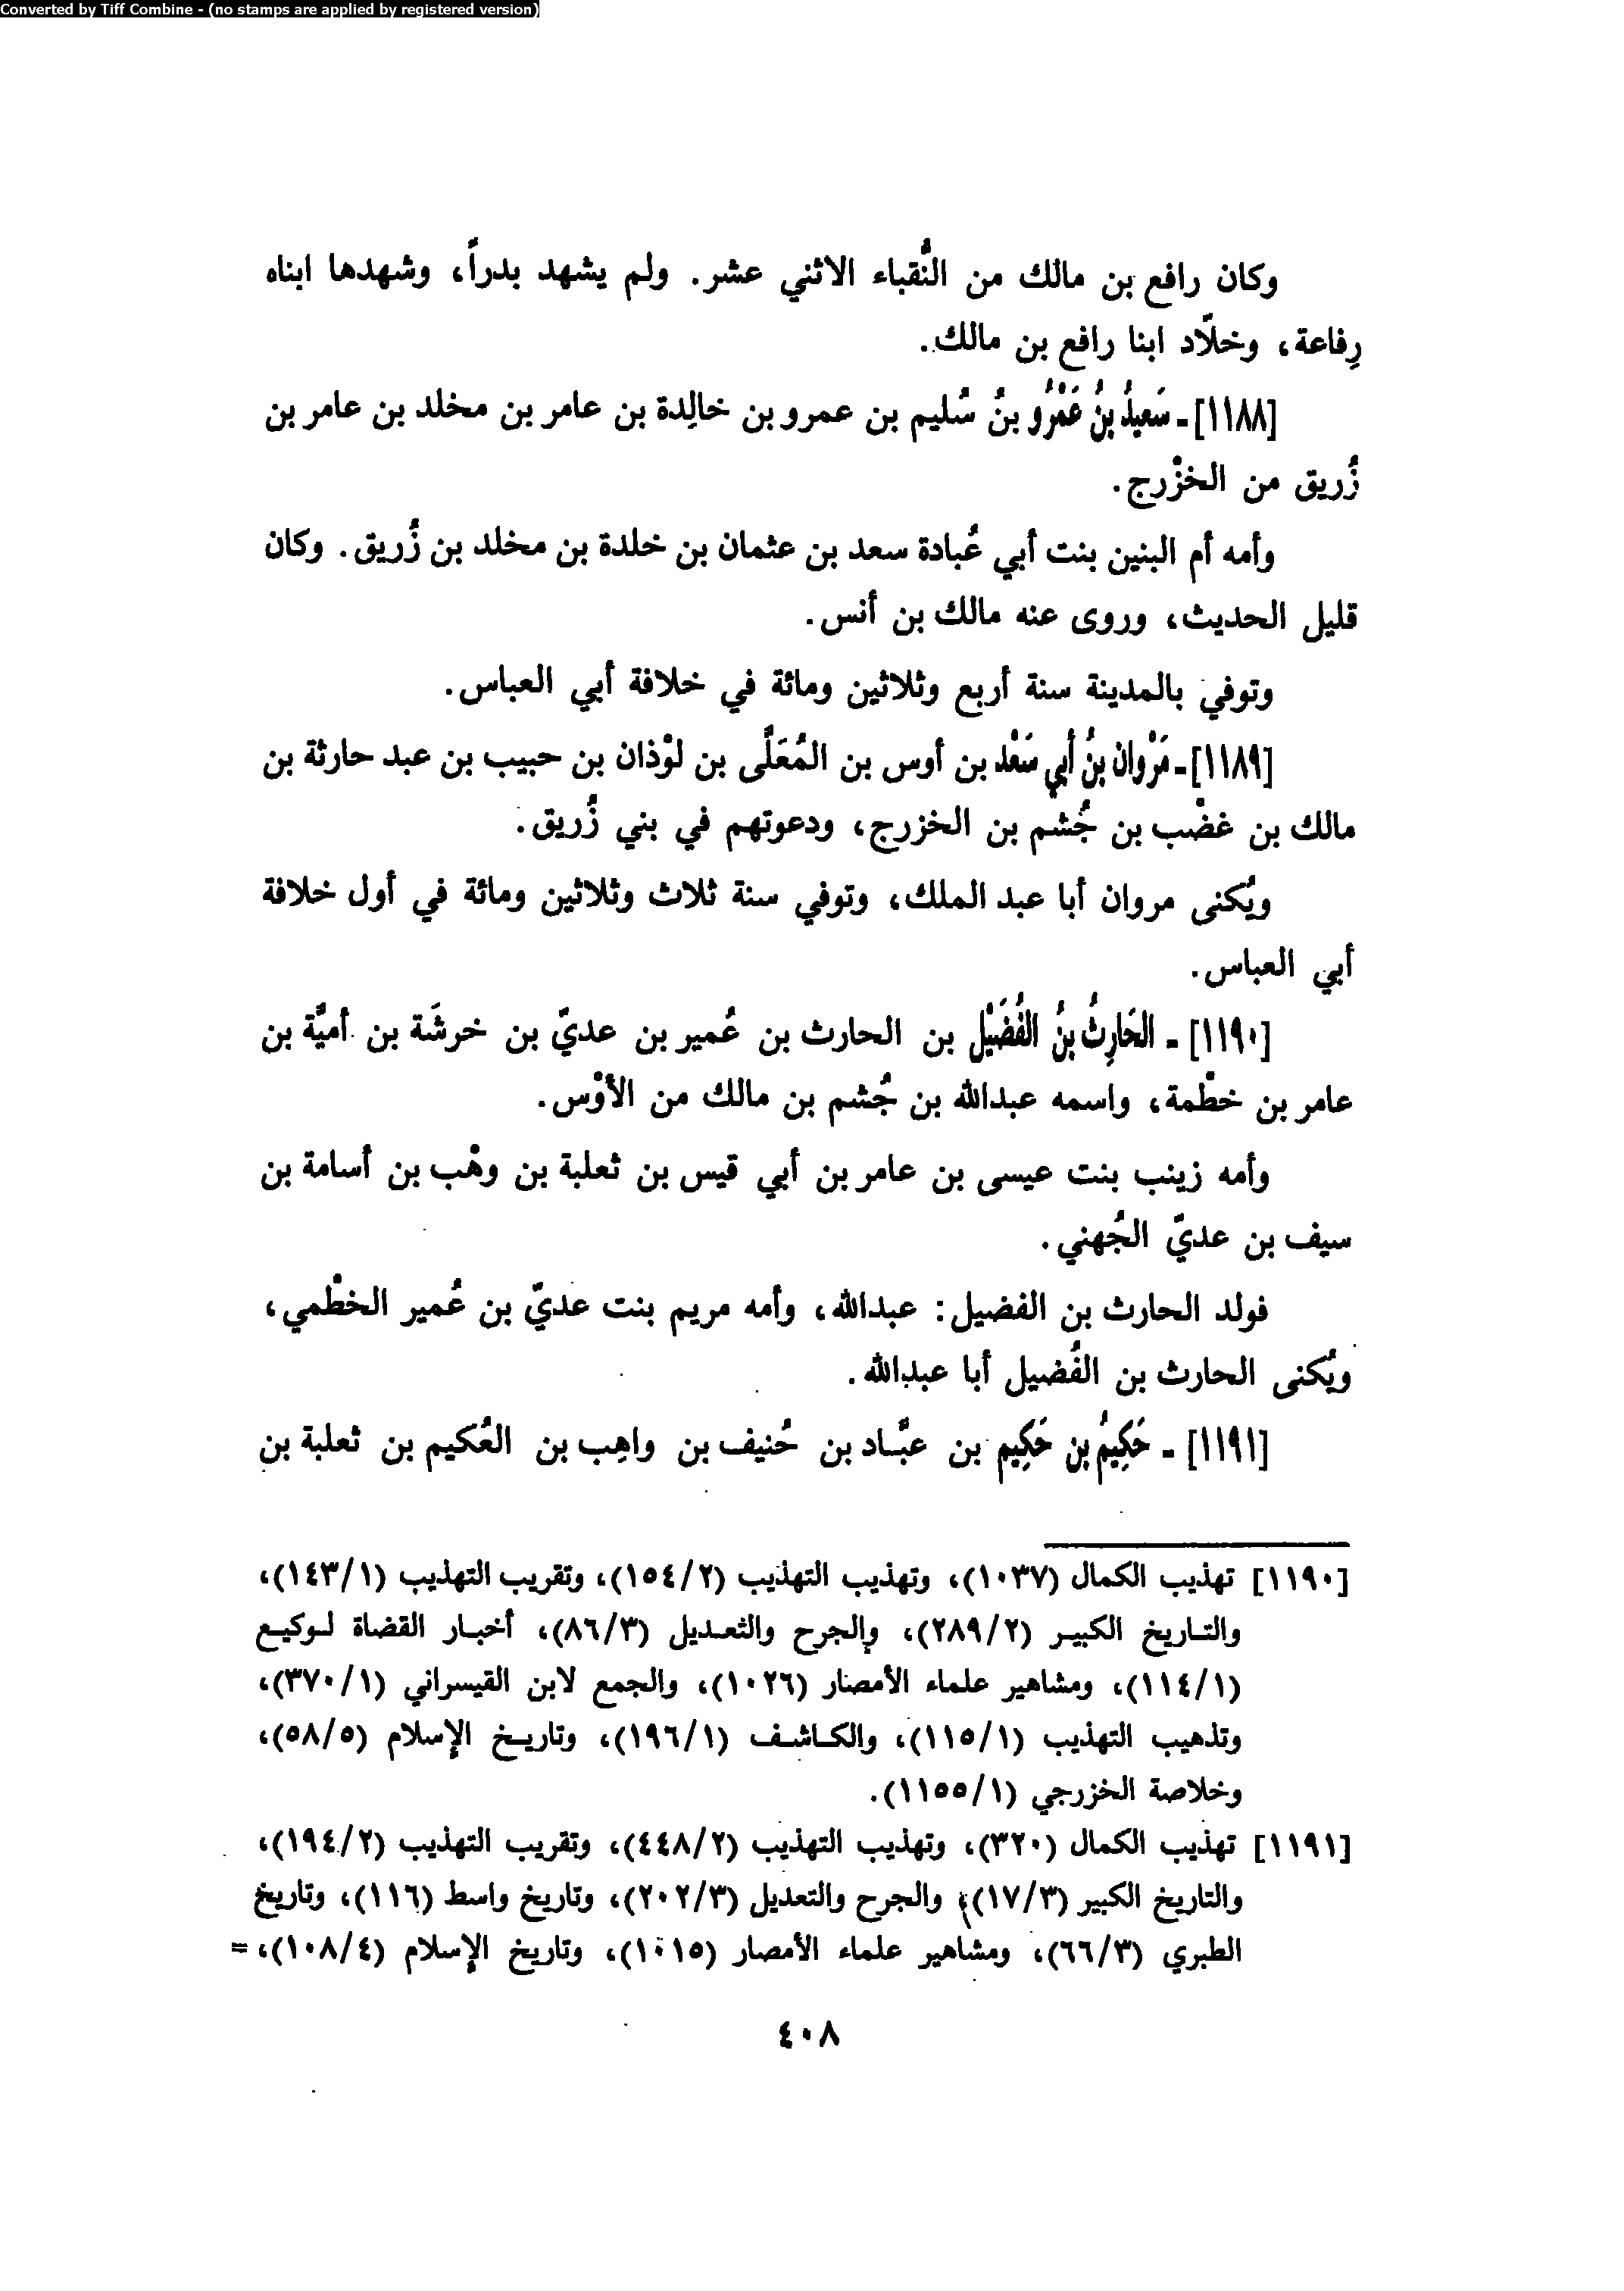 Converted by Tiff Combine - (no stamps are applied by registered version)
وكان رافع بن مالك من النُّقباء الاثني عشر. ولم يشهد بدراً، وشهدها ابناه
رِفاعة، وخلّاد ابنا رافع بن مالك.
[١١٨٨] - سَعيدُ بنُ عَمْرُو بنُ سُليم بن عمرو بن خالِدة بن عامر بن مخلد بن عامر بن
زُريق من الخزْرج.
وأمه أم البنين بنت أبي عُبادة سعد بن عثمان بن خلدة بن مخلد بن زُريق. وكان
قليل الحديث، وروى عنه مالك بن أنس.
وتوفي بالمدينة سنة أربع وثلاثين ومائة في خلافة أبي العباس.
[١١٨٩] - مَرْوان بنُ أبي سَعْد بن أوس بن المُعَلَّى بن لوْذان بن حبيب بن عبد حارثة بن
مالك بن غضْب بن جُشم بن الخزرج، ودعوتهم في بني زُريق.
ويُكنى مروان أبا عبد الملك، وتوفي سنة ثلاث وثلاثين ومائة في أول خلافة
أبي العباس.
[١١٩٠] - الحَارِثُ بنُ الفُضَيْل بن الحارث بن عُمير بن عديّ بن خرشَة بن أميَّة بن
عامر بن خطْمة، واسمه عبدالله بن جُشم بن مالك من الأوْس.
وأمه زينب بنت عيسى بن عامر بن أبي قيس بن ثعلبة بن وهْب بن أسامة بن
سيف بن عديّ الجُهني.
فولد الحارث بن الفضيل: عبدالله، وأمه مريم بنت عديّ بن عُمير الخطْمي،
ويُكنى الحارث بن الفُضيل أبا عبدالله.
[١١٩١] - حَكِيمُ بن حَكِيم بن عبَّاد بن حُنيف بن واهِب بن العُكيم بن ثعلبة بن
[١١٩٠] تهذيب الكمال (١٠٣٧)، وتهذيب التهذيب (١٥٤/٢)، وتقريب التهذيب (١٤٣/١)،
والتاريخ الكبير (٢٨٩/٢)، والجرح والتعديل (٨٦/٣)، أخبار القضاة لوكيع
(١١٤/١)، ومشاهير علماء الأمصار (١٠٢٦)، والجمع لابن القيسراني (٣٧٠/١)،
وتذهيب التهذيب (١١٥/١)، والكاشف (١٩٦/١)، وتاريخ الإسلام (٥٨/٥)،
وخلاصة الخزرجي (١١٥٥/١).
[١١٩١] تهذيب الكمال (٣٢٠)، وتهذيب التهذيب (٤٤٨/٢)، وتقريب التهذيب (١٩٤/٢)،
والتاريخ الكبير (١٧/٣)، والجرح والتعديل (٢٠٢/٣)، وتاريخ واسط (١١٦)، وتاريخ
الطبري (٦٦/٣)، ومشاهير علماء الأمصار (١٠١٥)، وتاريخ الإسلام (١٠٨/٤)، =
٤٠٨